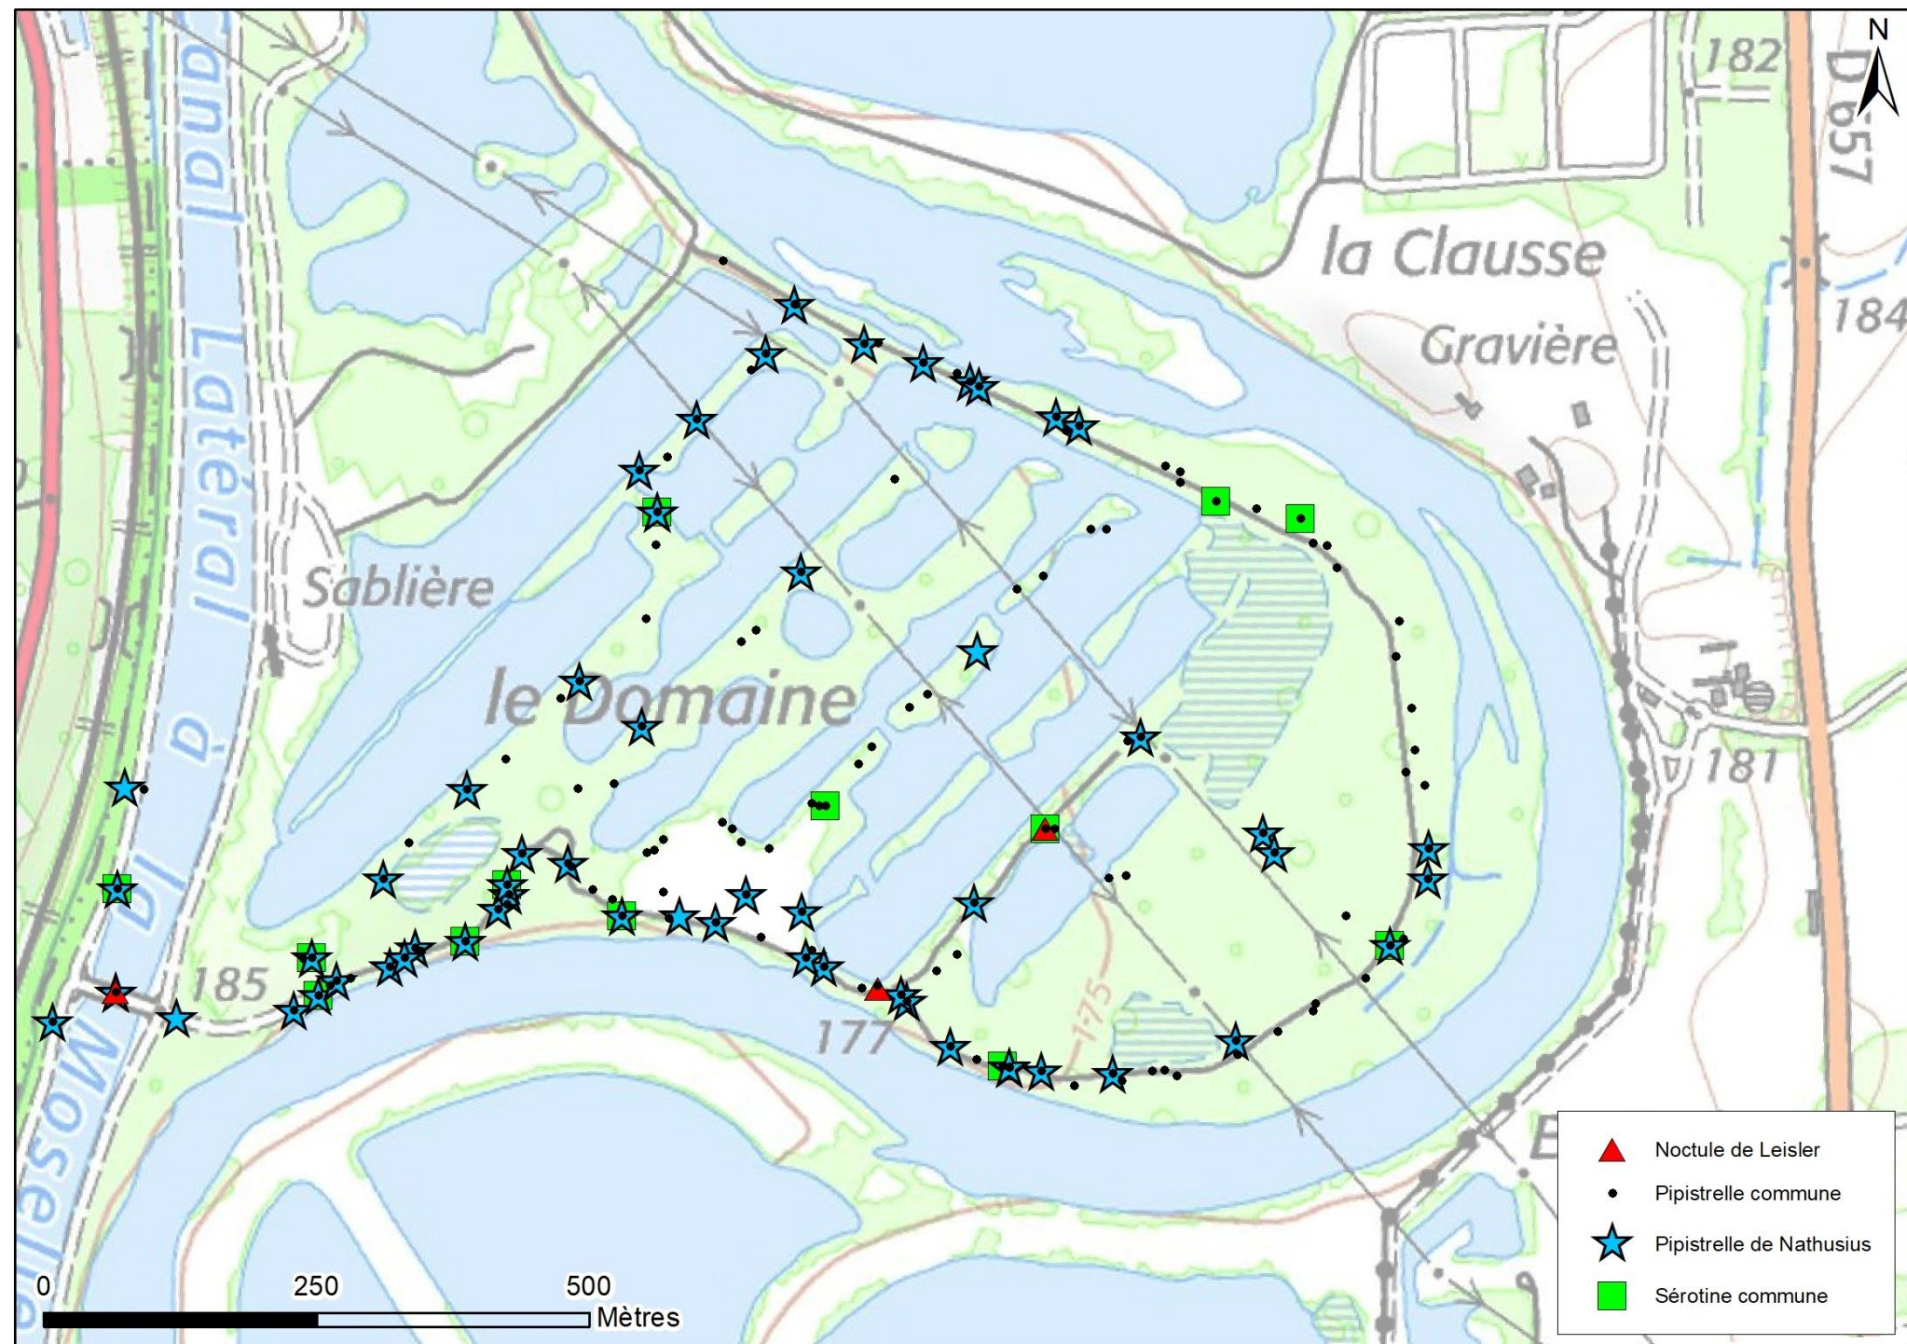 N
182
D 657
la Clausse
184
Gravière
Canal Latéral à la Moselle
Sablière
le Domaine
181
185
177
175
0 250 500
Mètres
Noctule de Leisler
Pipistrelle commune
Pipistrelle de Nathusius
Sérotine commune